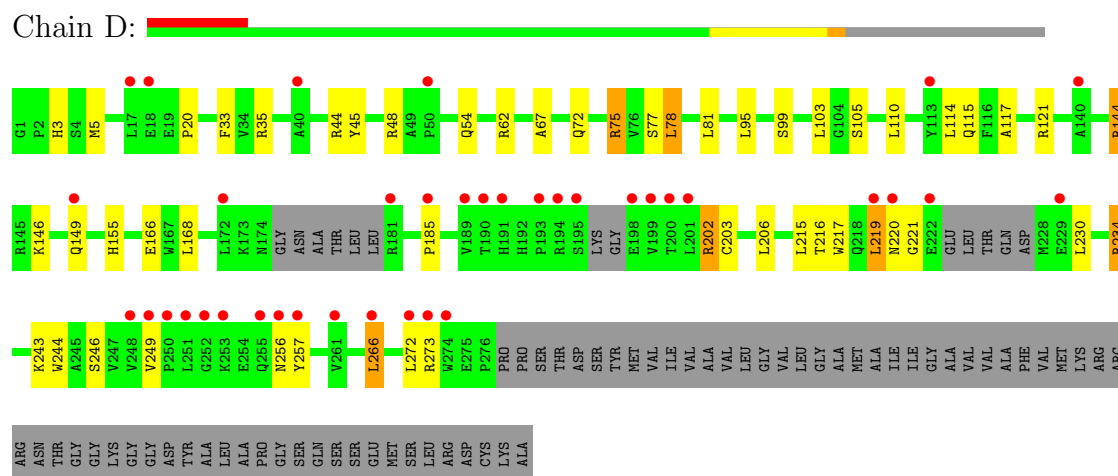 Chain D:
G1 P2 H3 S4 M5 L17 E18 E19 P20 F33 V34 R35 A40 R44 Y45 R48 A49 P50 Q54 R62 A67 Q72 R75 V76 S77 L78 L81 L95 S99 L103 G104 S105 L110 Y113 L114 Q115 F116 A117 R121 A140 R144
R145 K146 Q149 H155 E166 W167 L168 L172 K173 N174 GLY ASN ALA THR LEU LEU R181 P185 V189 T190 H191 H192 P193 R194 S195 LYS GLY E198 V199 T200 L201 R202 C203 L206 L215 T216 W217 Q218 L219 N220 G221 E222 GLU LEU THR GLN ASP M228 E229 L230 R234
K243 W244 A245 S246 V247 V248 V249 P250 L251 G252 K253 E254 Q255 N256 Y257 V261 L266 L272 R273 W274 E275 P276 PRO PRO SER THR ASP SER TYR MET VAL ILE VAL ALA VAL LEU GLY VAL LEU GLY ALA MET ALA ILE ILE GLY ALA VAL VAL ALA PHE VAL MET LYS ARG ARG
ARG ASN THR GLY GLY LYS GLY GLY ASP TYR ALA LEU ALA PRO GLY SER GLN SER SER GLU MET SER LEU ARG ASP CYS LYS ALA